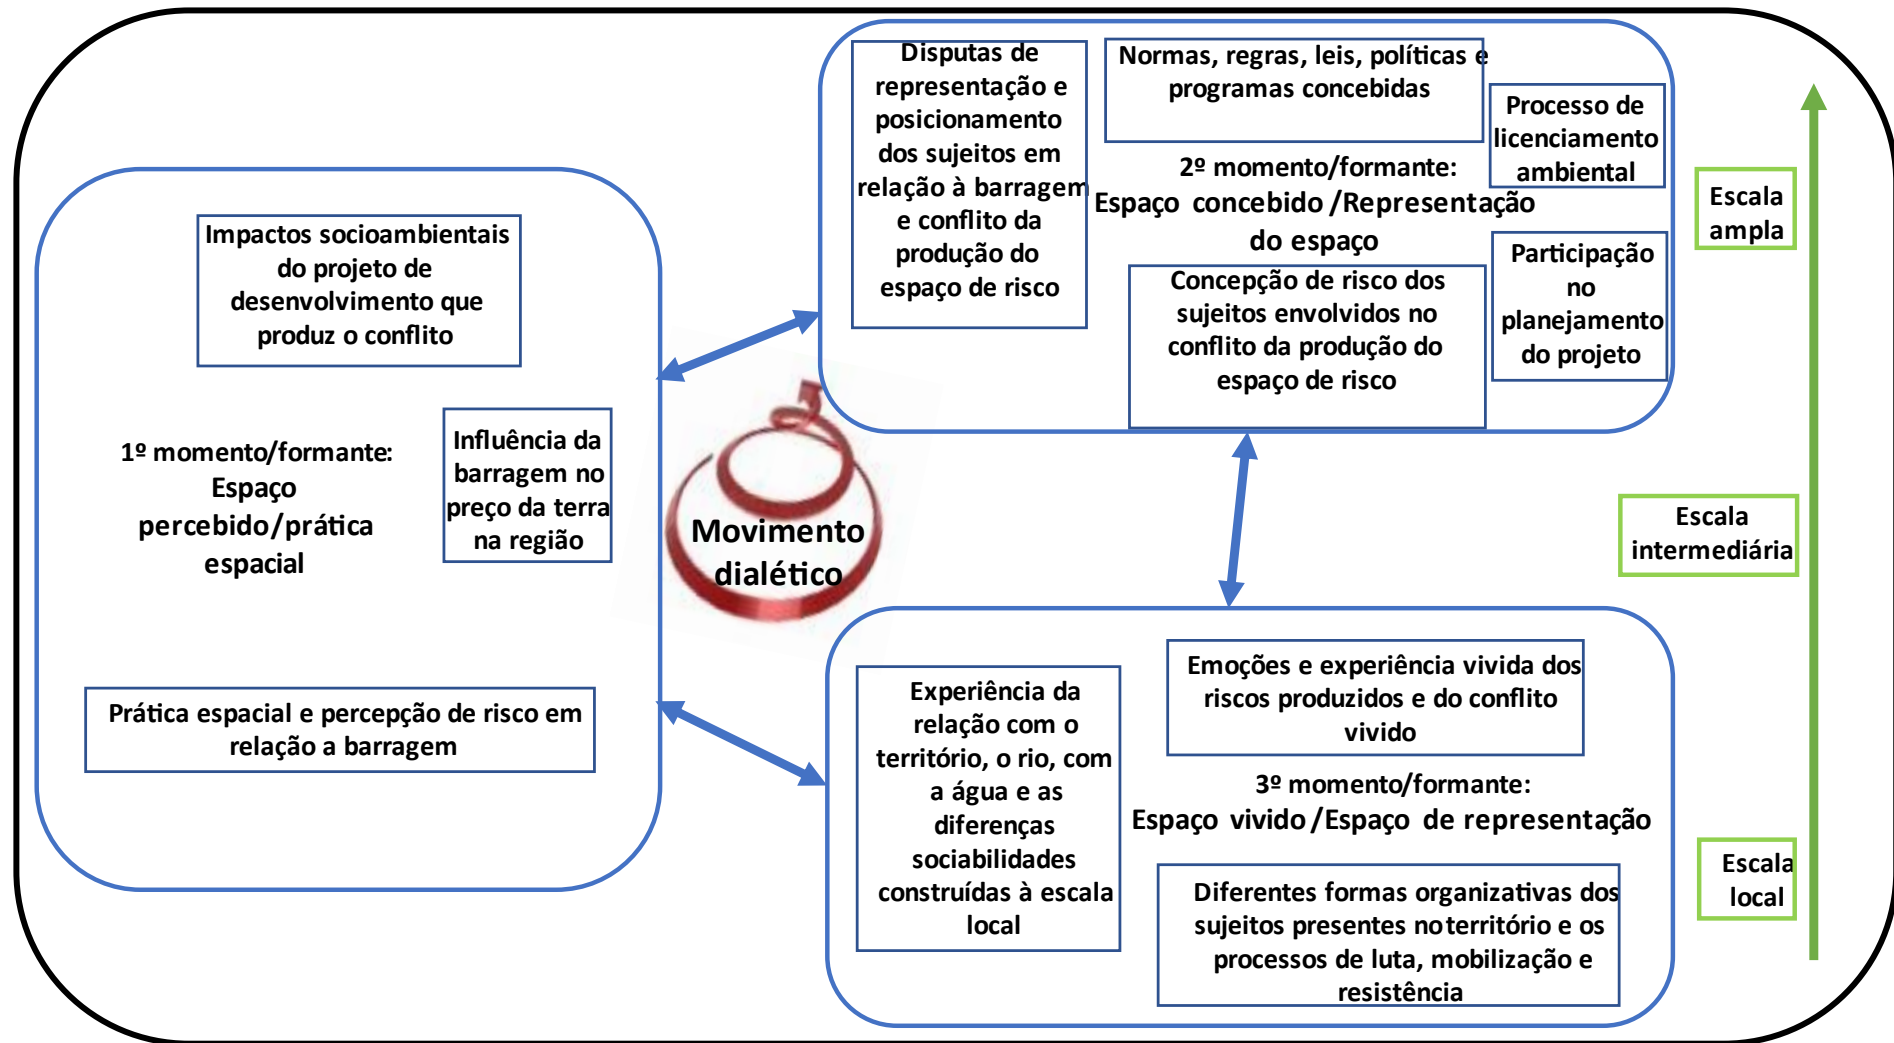 Impactos socioambientais
do projeto de
desenvolvimento que
produz o conflito
1º momento/formante:
Espaço
percebido/prática
espacial
Influência da
barragem no
preço da terra
na região
Prática espacial e percepção de risco em
relação a barragem
Movimento
dialético
Disputas de
representação e
posicionamento
dos sujeitos em
relação à barragem
e conflito da
produção do
espaço de risco
Normas, regras, leis, políticas e
programas concebidas
Processo de
licenciamento
ambiental
2º momento/formante:
Espaço concebido/Representação
do espaço
Concepção de risco dos
sujeitos envolvidos no
conflito da produção do
espaço de risco
Participação
no
planejamento
do projeto
Experiência da
relação com o
território, o rio, com
a água e as
diferenças
sociabilidades
construídas à escala
local
Emoções e experiência vivida dos
riscos produzidos e do conflito
vivido
3º momento/formante:
Espaço vivido/Espaço de representação
Diferentes formas organizativas dos
sujeitos presentes no território e os
processos de luta, mobilização e
resistência
Escala
ampla
Escala
intermediária
Escala
local